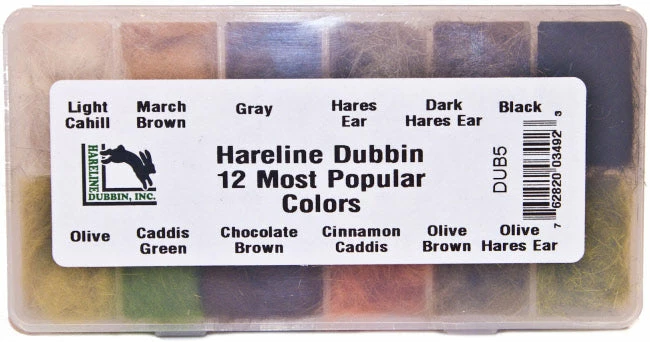 Light Cahill
March Brown
Gray
Hares Ear
Dark Hares Ear
Black
HARELINE
DUBBIN, INC.
Hareline Dubbin
12 Most Popular
Colors
DUB5
7 62820 03492 3
Olive
Caddis Green
Chocolate Brown
Cinnamon Caddis
Olive Brown
Olive Hares Ear